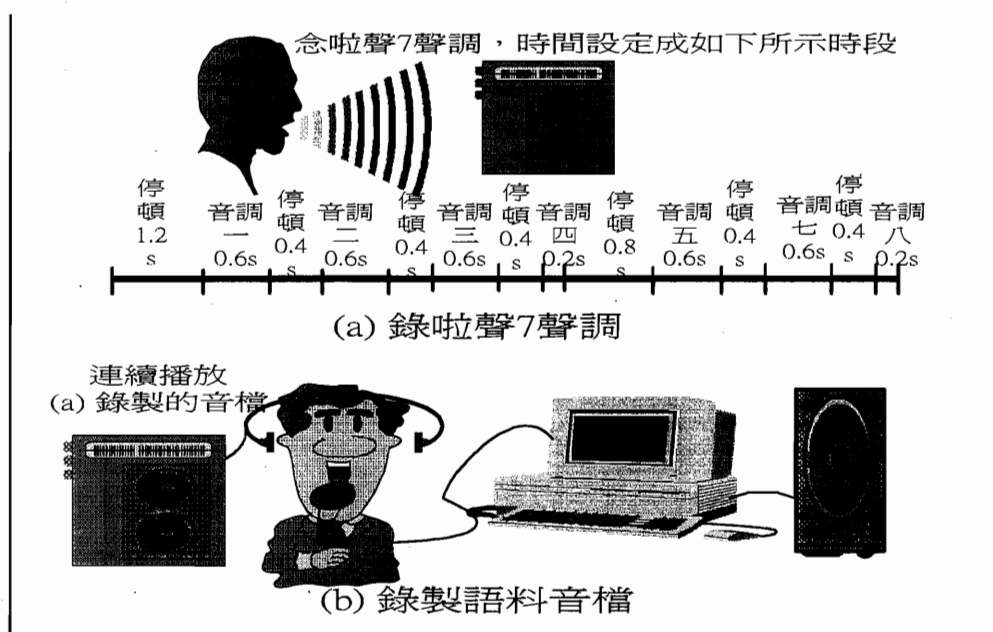 念啦聲7聲調，時間設定成如下所示時段
停頓 1.2 s
音調一 0.6s
停頓 0.4 s
音調二 0.6s
停頓 0.4 s
音調三 0.6s
停頓 0.4 s
音調四 0.2s
停頓 0.8 s
音調五 0.6s
停頓 0.4 s
音調七 0.6s
停頓 0.4 s
音調八 0.2s
(a) 錄啦聲7聲調
連續播放
(a) 錄製的音檔
(b) 錄製語料音檔